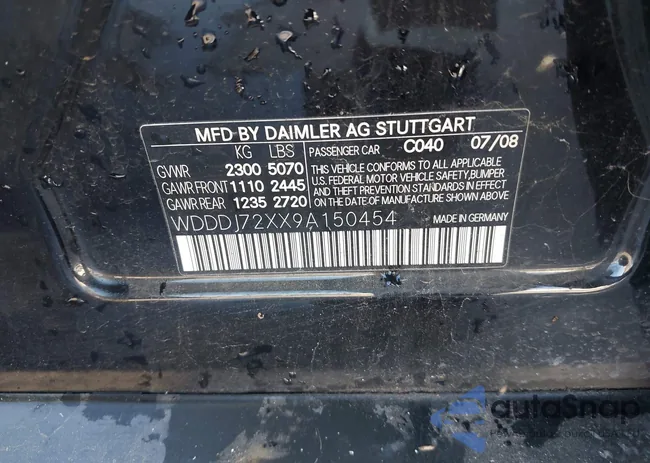 MFD BY DAIMLER AG STUTTGART
KG LBS
GVWR 2300 5070
GAWR FRONT 1110 2445
GAWR.REAR 1235 2720
PASSENGER CAR C040 07/08
THIS VEHICLE CONFORMS TO ALL APPLICABLE
U.S. FEDERAL MOTOR VEHICLE SAFETY,BUMPER
AND THEFT PREVENTION STANDARDS IN EFFECT
ON THE DATE OF MANUFACTURE SHOWN ABOVE
WDDDJ72XX9A150454 MADE IN GERMANY
autoSnap